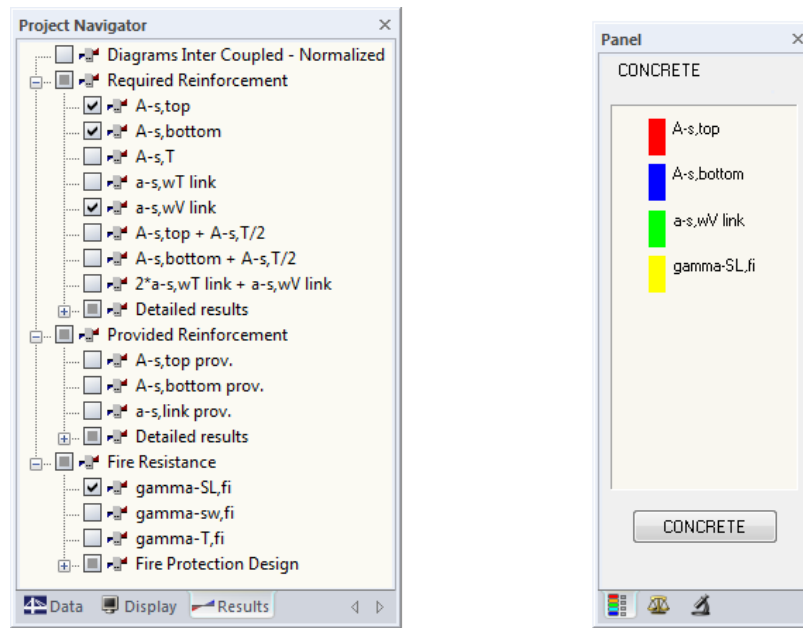 Project Navigator
Diagrams Inter Coupled - Normalized
Required Reinforcement
A-s,top
A-s,bottom
A-s,T
a-s,wT link
a-s,wV link
A-s,top + A-s,T/2
A-s,bottom + A-s,T/2
2*a-s,wT link + a-s,wV link
Detailed results
Provided Reinforcement
A-s,top prov.
A-s,bottom prov.
a-s,link prov.
Detailed results
Fire Resistance
gamma-SL,fi
gamma-sw,fi
gamma-T,fi
Fire Protection Design
Data Display Results
Panel
CONCRETE
A-s,top
A-s,bottom
a-s,wV link
gamma-SL,fi
CONCRETE